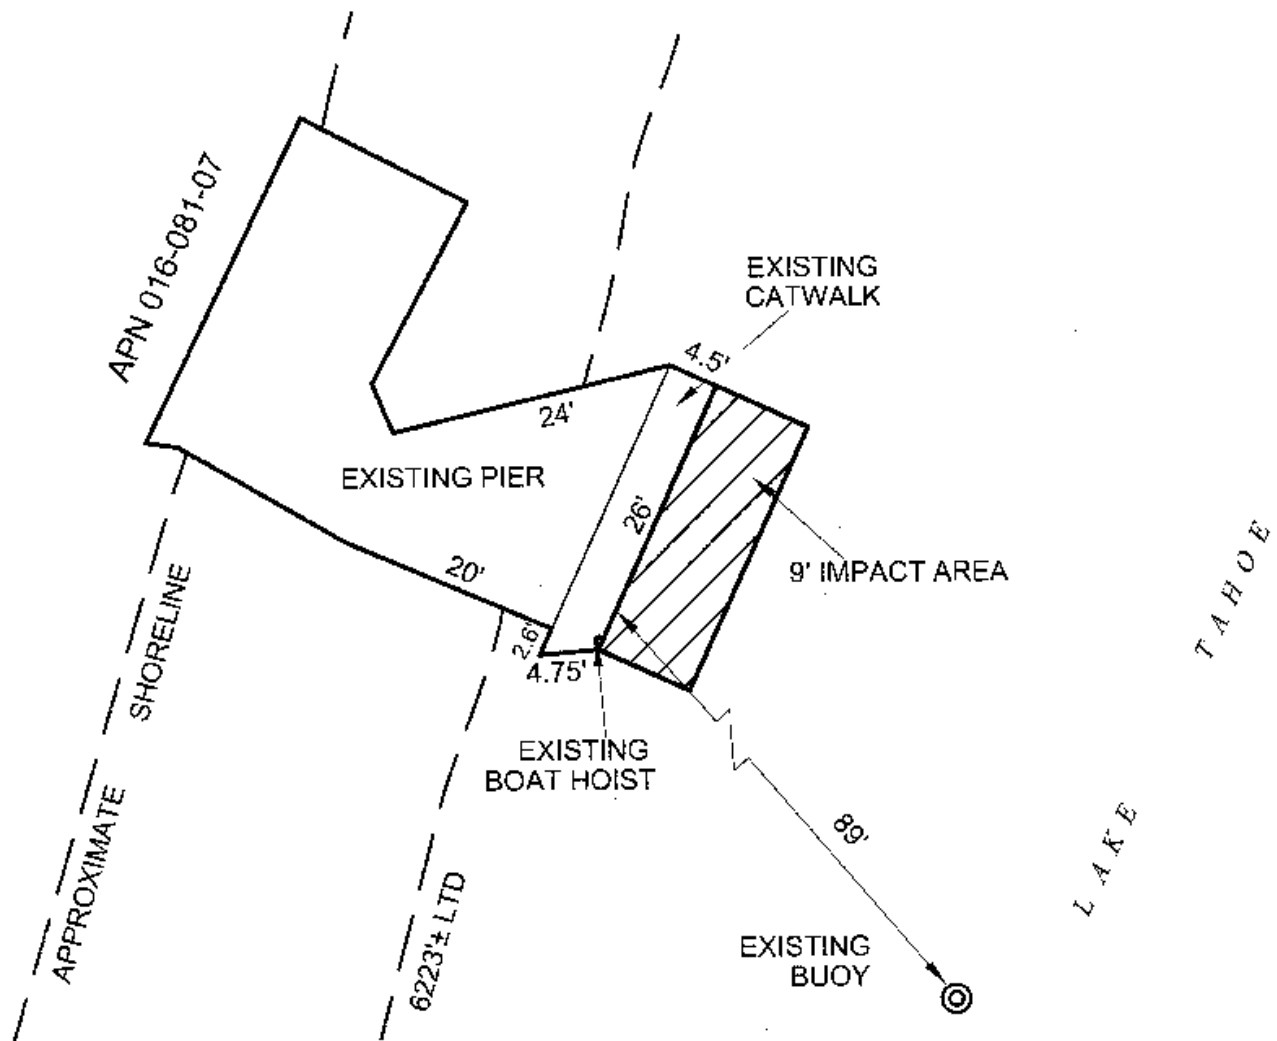 APN 016-081-07
EXISTING
CATWALK
4.5'
24'
EXISTING PIER
26'
9' IMPACT AREA
20'
2.6'
4.75'
EXISTING
BOAT HOIST
89'
EXISTING
BUOY
APPROXIMATE SHORELINE
6223'± LTD
LAKE TAHOE